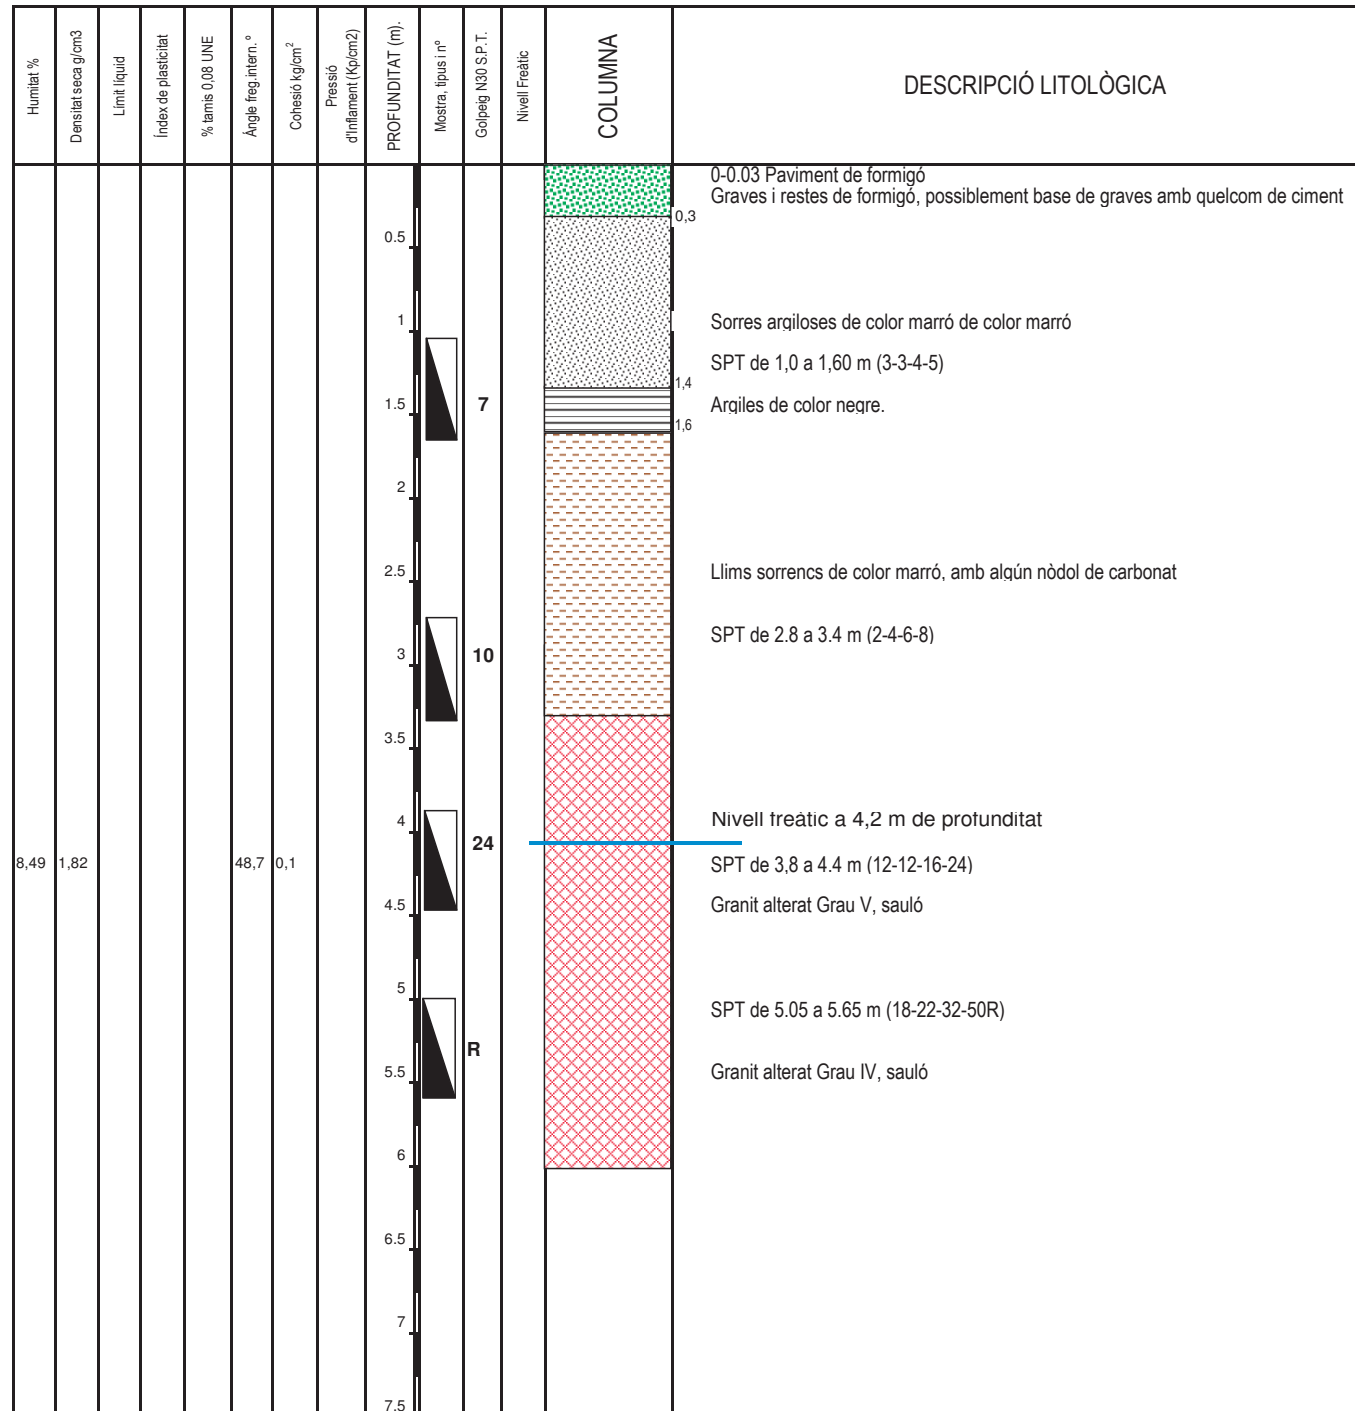 Humitat %
Densitat seca g/cm3
Límit líquid
Índex de plasticitat
% tamis 0,08 UNE
Àngle freg.intern. º
Cohesió kg/cm²
Pressió
d'Inflament (Kp/cm2)
PROFUNDITAT (m).
Mostra, tipus i nº
Golpeig N30 S.P.T.
Nivell Freàtic
COLUMNA
DESCRIPCIÓ LITOLÒGICA
0-0.03 Paviment de formigó
Graves i restes de formigó, possiblement base de graves amb quelcom de ciment
0,3
0.5
1
Sorres argiloses de color marró de color marró
SPT de 1,0 a 1,60 m (3-3-4-5)
1,4
1.5
7
Argiles de color negre.
1,6
2
2.5
Llims sorrencs de color marró, amb algún nòdol de carbonat
SPT de 2.8 a 3.4 m (2-4-6-8)
3
10
3.5
4
Nivell freàtic a 4,2 m de profunditat
24
8,49
1,82
48,7
0,1
SPT de 3,8 a 4.4 m (12-12-16-24)
4.5
Granit alterat Grau V, sauló
5
SPT de 5.05 a 5.65 m (18-22-32-50R)
R
5.5
Granit alterat Grau IV, sauló
6
6.5
7
7.5